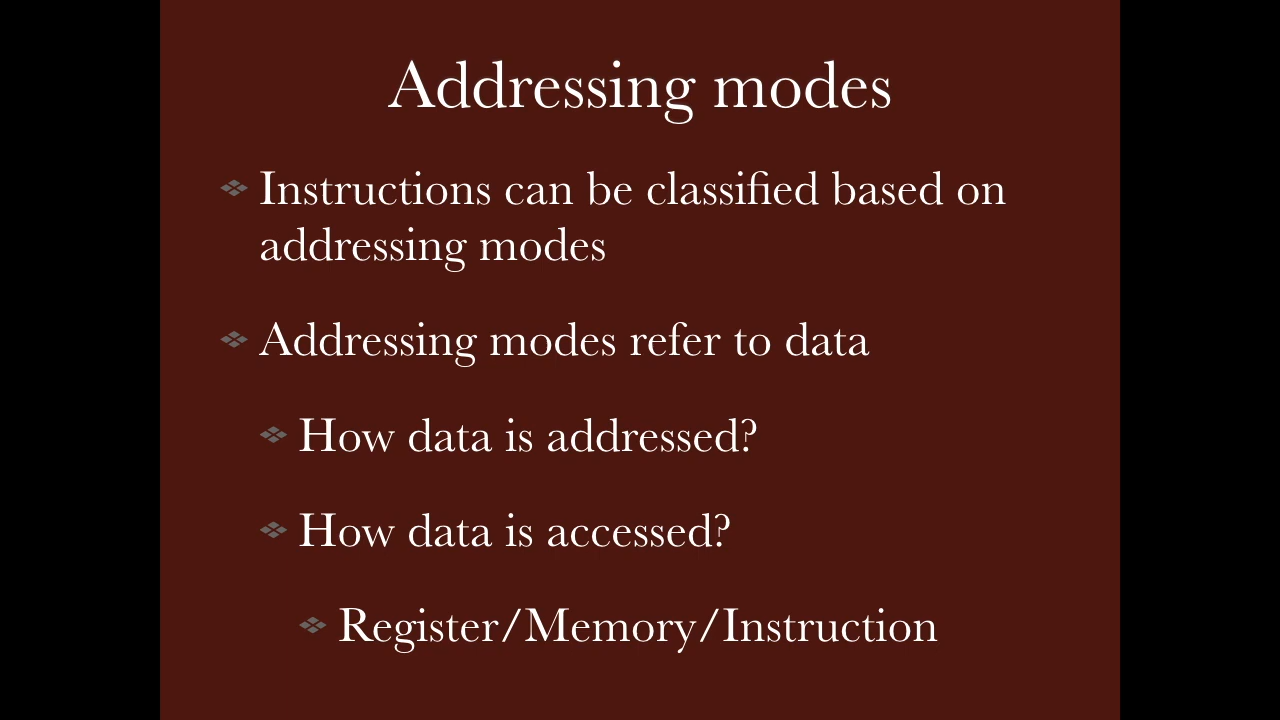 Addressing modes
Instructions can be classified based on
addressing modes
Addressing modes refer to data
How data is addressed?
How data is accessed?
Register/Memory/Instruction